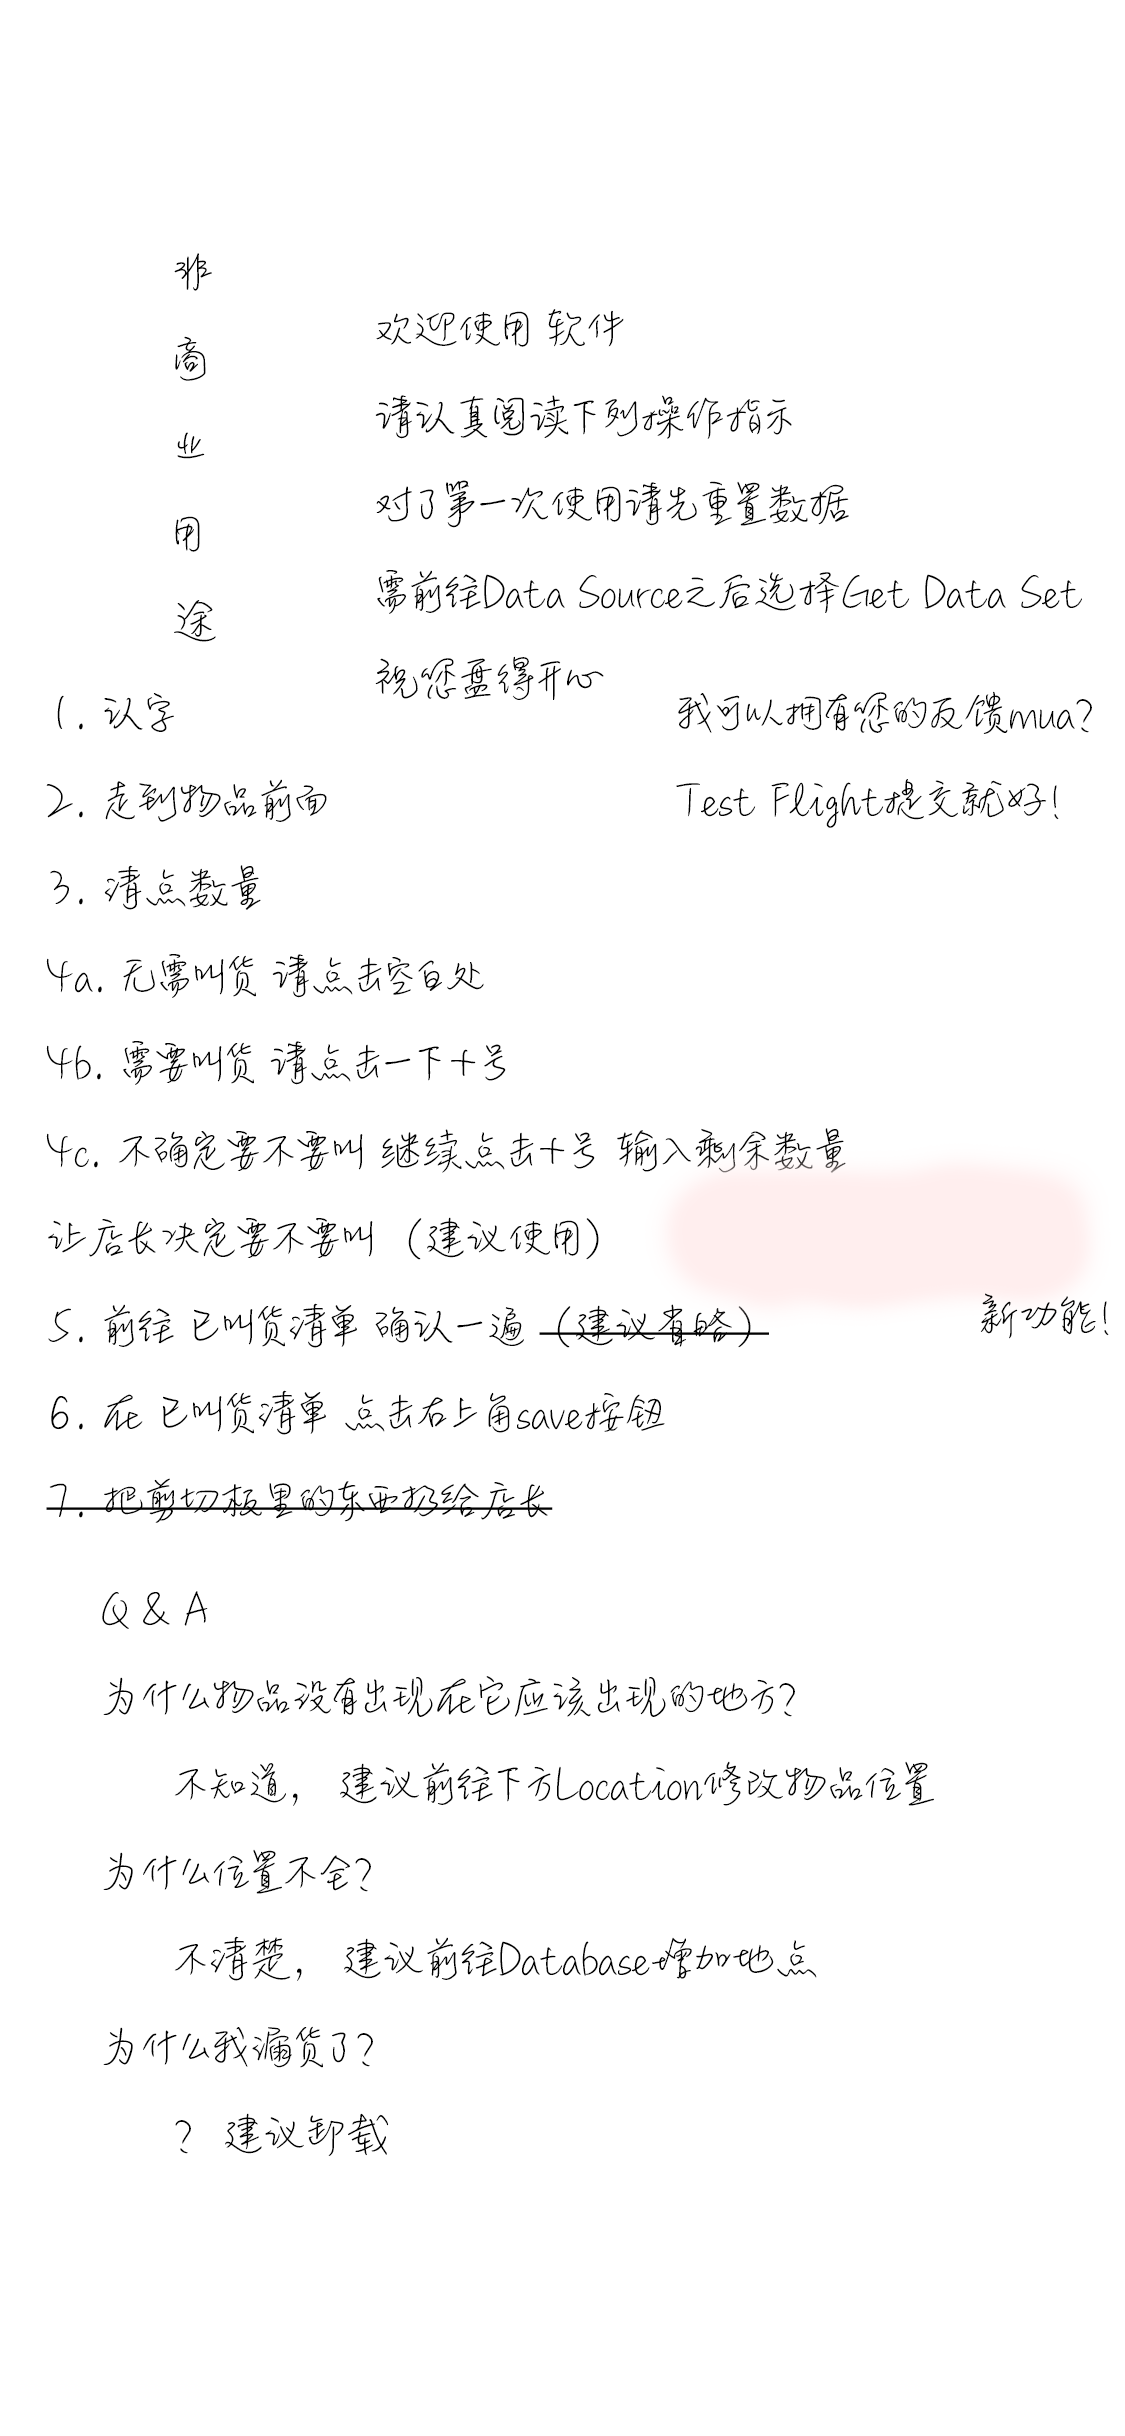 非商业用途
欢迎使用 软件
请认真阅读下列操作指示
对了第一次使用请先重置数据
需前往Data Source之后选择Get Data Set
祝您盘得开心
我可以拥有您的反馈mua?
Test Flight提交就好!
1. 认字
2. 走到物品前面
3. 清点数量
4a. 无需叫货 请点击空白处
4b. 需要叫货 请点击一下十号
4c. 不确定要不要叫 继续点击十号 输入剩余数量
让店长决定要不要叫（建议使用）
5. 前往 已叫货清单 确认一遍（建议省略）
新功能!
6. 在 已叫货清单 点击右上角save按钮
7. 把剪切板里的东西扔给店长
Q & A
为什么物品没有出现在它应该出现的地方?
不知道， 建议前往下方Location修改物品位置
为什么位置不全?
不清楚， 建议前往Database增加地点
为什么我漏货了?
? 建议卸载